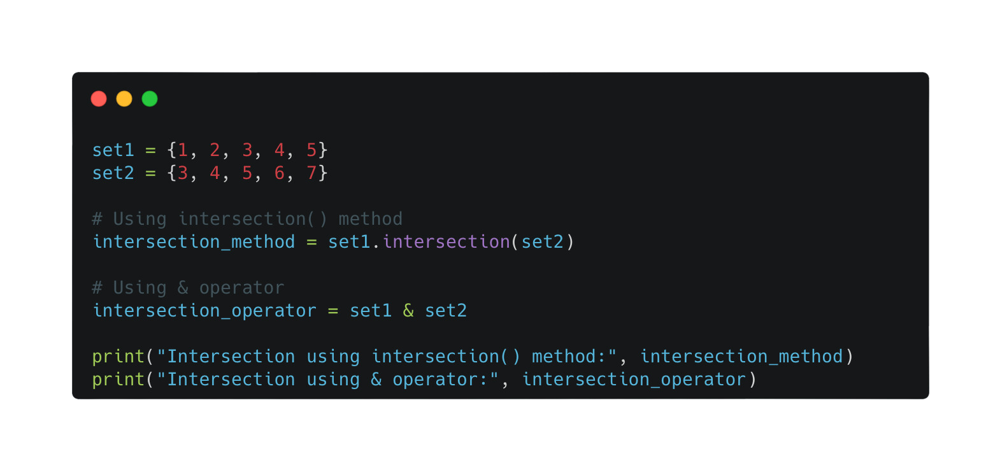 set1 = {1, 2, 3, 4, 5}
set2 = {3, 4, 5, 6, 7}
# Using intersection() method
intersection_method = set1.intersection(set2)
# Using & operator
intersection_operator = set1 & set2
print("Intersection using intersection() method:", intersection_method)
print("Intersection using & operator:", intersection_operator)